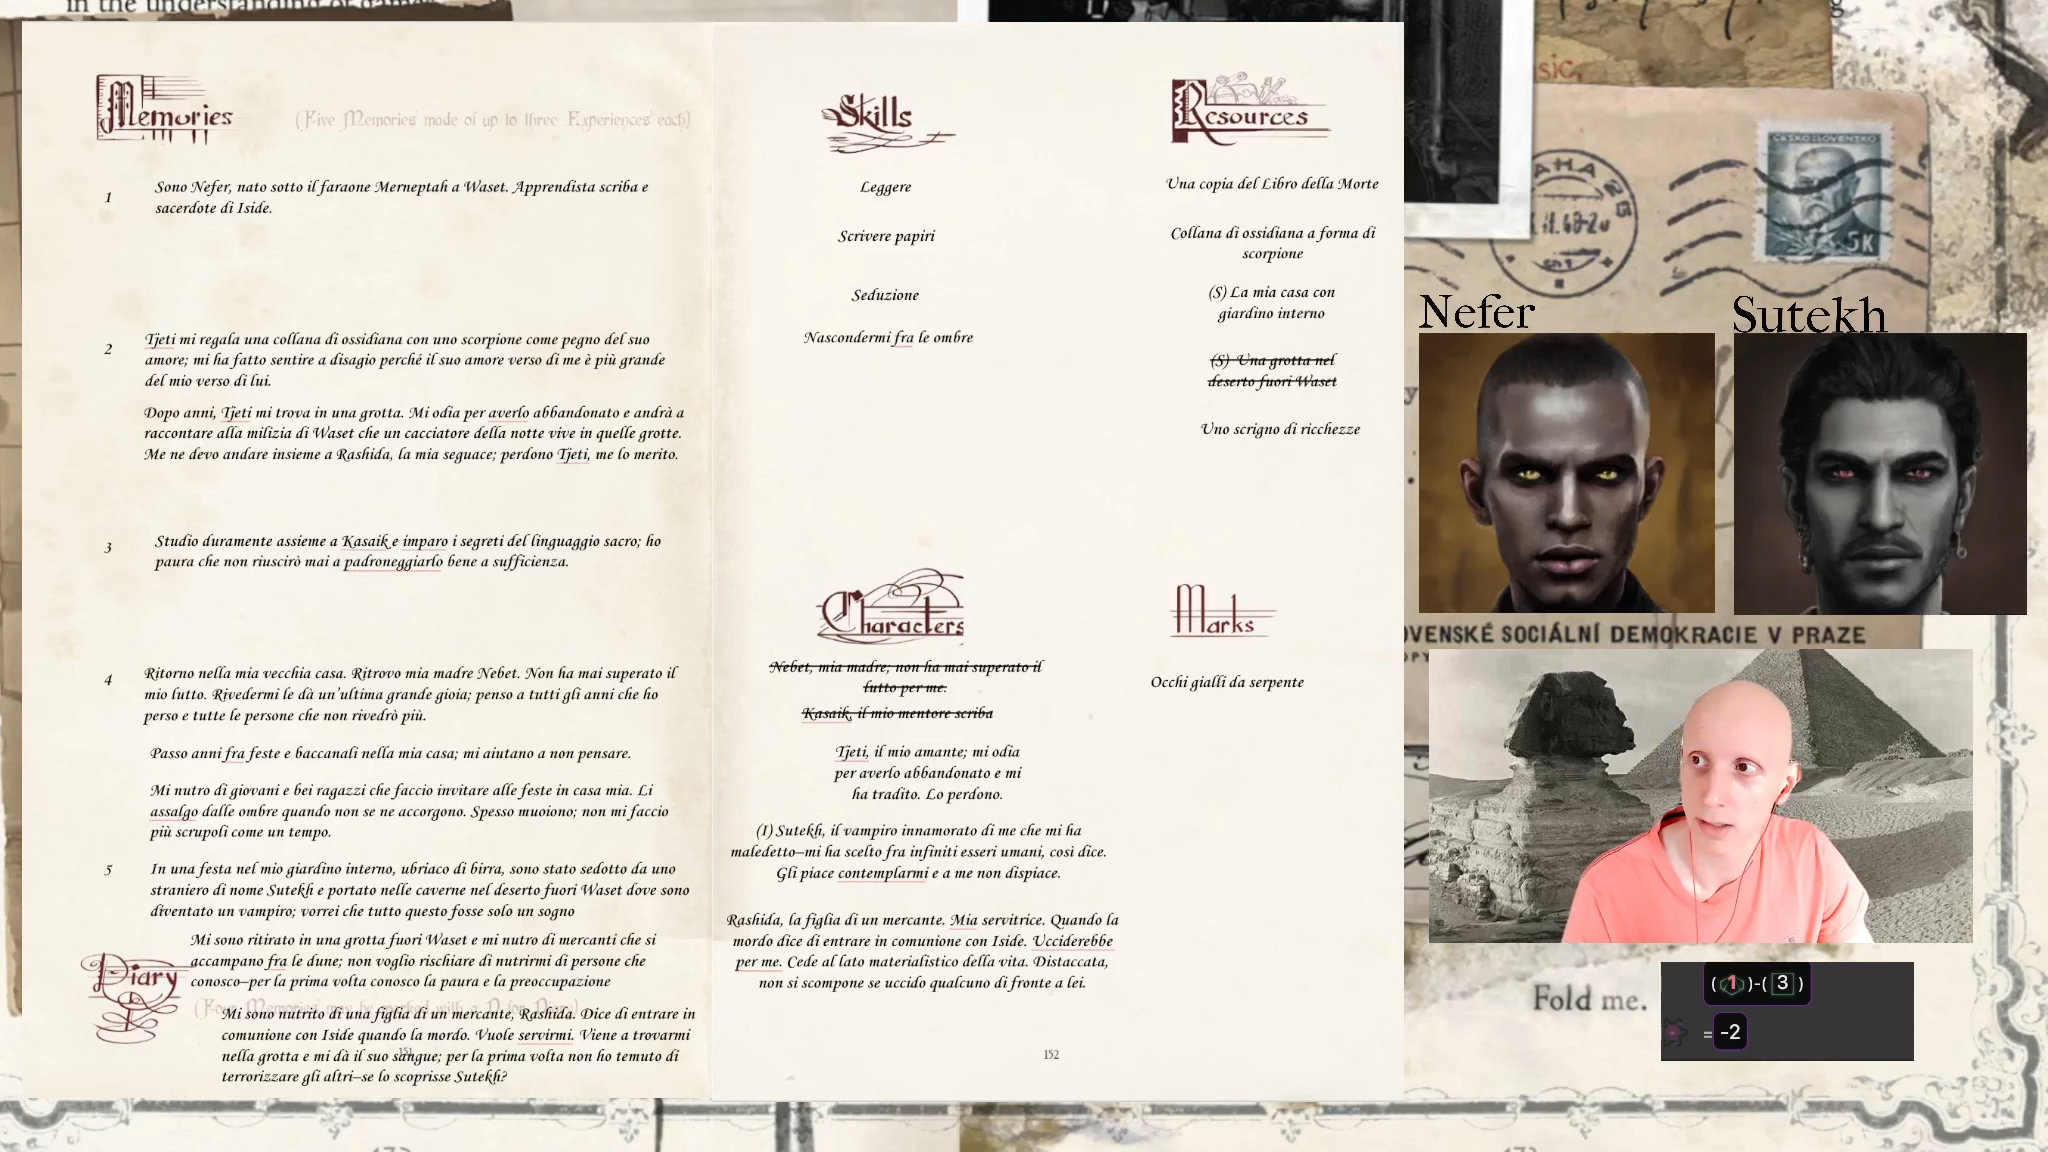 in the understanding of games
Memories
(Five Memories made of up to three Experiences each)
1
Sono Nefer, nato sotto il faraone Merneptah a Waset. Apprendista scriba e
sacerdote di Iside.
2
Tjeti mi regala una collana di ossidiana con uno scorpione come pegno del suo
amore; mi ha fatto sentire a disagio perché il suo amore verso di me è più grande
del mio verso di lui.
Dopo anni, Tjeti mi trova in una grotta. Mi odia per averlo abbandonato e andrà a
raccontare alla milizia di Waset che un cacciatore della notte vive in quelle grotte.
Me ne devo andare insieme a Rashida, la mia seguace; perdono Tjeti, me lo merito.
3
Studio duramente assieme a Kasaik e imparo i segreti del linguaggio sacro; ho
paura che non riuscirò mai a padroneggiarlo bene a sufficienza.
4
Ritorno nella mia vecchia casa. Ritrovo mia madre Nebet. Non ha mai superato il
mio lutto. Rivedermi le dà un'ultima grande gioia; penso a tutti gli anni che ho
perso e tutte le persone che non rivedrò più.
Passo anni fra feste e baccanali nella mia casa; mi aiutano a non pensare.
Mi nutro di giovani e bei ragazzi che faccio invitare alle feste in casa mia. Li
assalgo dalle ombre quando non se ne accorgono. Spesso muoiono; non mi faccio
più scrupoli come un tempo.
5
In una festa nel mio giardino interno, ubriaco di birra, sono stato sedotto da uno
straniero di nome Sutekh e portato nelle caverne nel deserto fuori Waset dove sono
diventato un vampiro; vorrei che tutto questo fosse solo un sogno
Mi sono ritirato in una grotta fuori Waset e mi nutro di mercanti che si
accampano fra le dune; non voglio rischiare di nutrirmi di persone che
conosco–per la prima volta conosco la paura e la preoccupazione
Diary
(Four Memories may be marked with a D for Diary)
Mi sono nutrito di una figlia di un mercante, Rashida. Dice di entrare in
comunione con Iside quando la mordo. Vuole servirmi. Viene a trovarmi
nella grotta e mi dà il suo sangue; per la prima volta non ho temuto di
terrorizzare gli altri–se lo scoprisse Sutekh?
151
Skills
Leggere
Scrivere papiri
Seduzione
Nascondermi fra le ombre
Resources
Una copia del Libro della Morte
Collana di ossidiana a forma di
scorpione
(S) La mia casa con
giardino interno
(S) Una grotta nel
deserto fuori Waset
Uno scrigno di ricchezze
Characters
Nebet, mia madre; non ha mai superato il
lutto per me.
Kasaik, il mio mentore scriba
Tjeti, il mio amante; mi odia
per averlo abbandonato e mi
ha tradito. Lo perdono.
(I) Sutekh, il vampiro innamorato di me che mi ha
maledetto–mi ha scelto fra infiniti esseri umani, così dice.
Gli piace contemplarmi e a me non dispiace.
Rashida, la figlia di un mercante. Mia servitrice. Quando la
mordo dice di entrare in comunione con Iside. Ucciderebbe
per me. Cede al lato materialistico della vita. Distaccata,
non si scompone se uccido qualcuno di fronte a lei.
Marks
Occhi gialli da serpente
152
ČESKOSLOVENSKO
5K
Nefer
Sutekh
OVENSKÉ SOCIÁLNÍ DEMOKRACIE V PRAZE
Fold me.
(1)-(3)
=-2